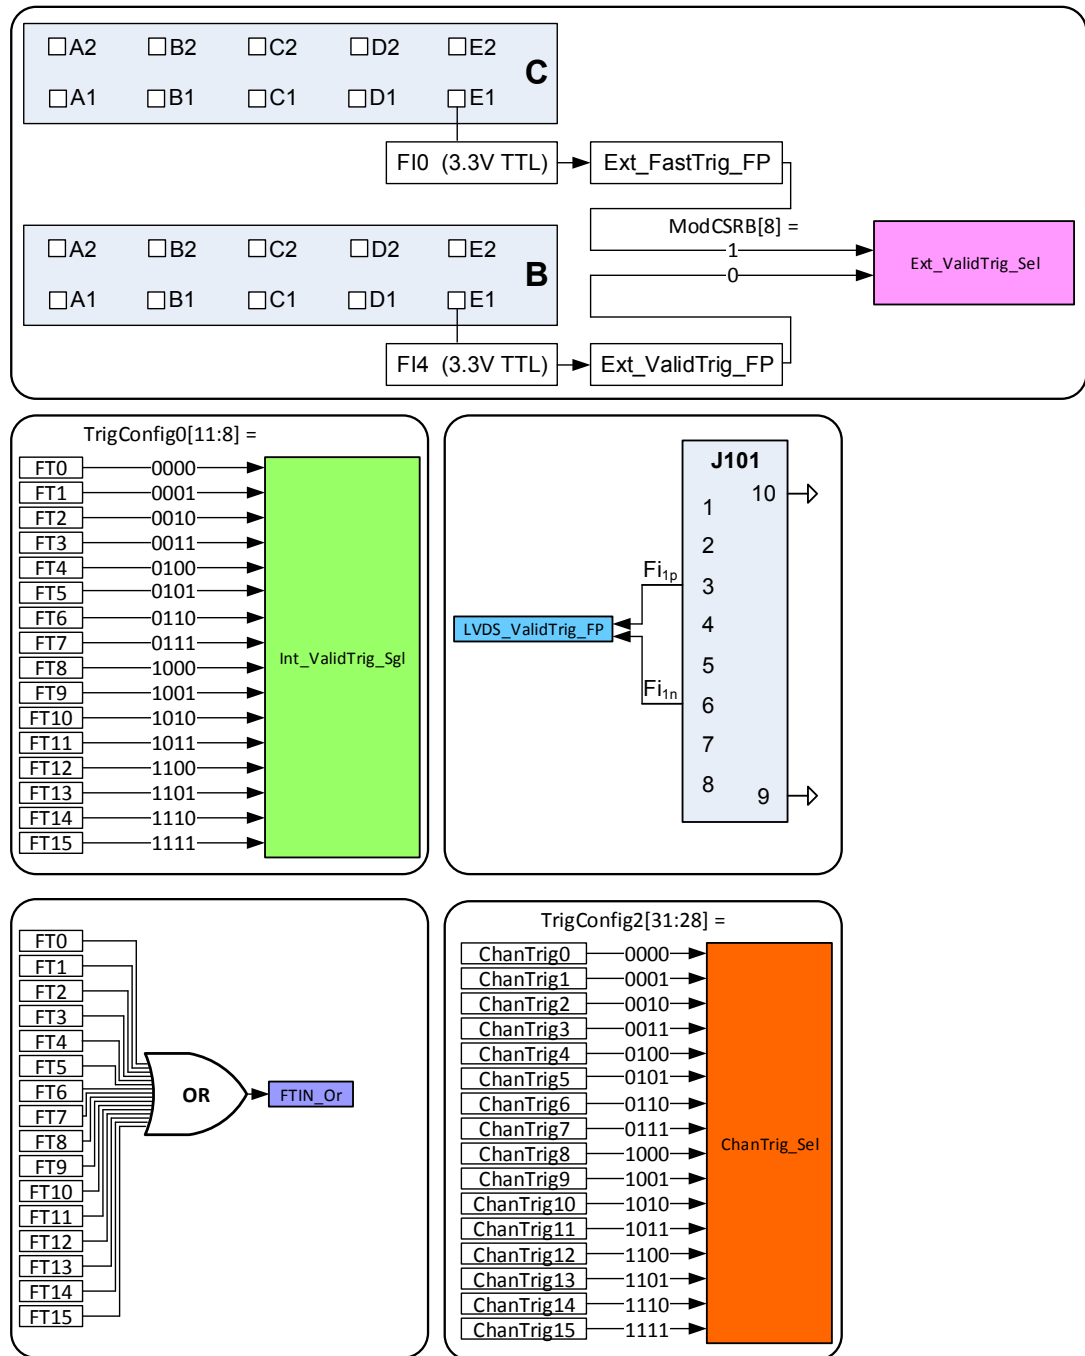 A2 B2 C2 D2 E2
C
A1 B1 C1 D1 E1
FI0 (3.3V TTL) Ext_FastTrig_FP
ModCSRB[8] =
1
0
Ext_ValidTrig_Sel
A2 B2 C2 D2 E2
B
A1 B1 C1 D1 E1
FI4 (3.3V TTL) Ext_ValidTrig_FP
TrigConfig0[11:8] =
FT0 0000
FT1 0001
FT2 0010
FT3 0011
FT4 0100
FT5 0101
FT6 0110
FT7 0111
FT8 1000
FT9 1001
FT10 1010
FT11 1011
FT12 1100
FT13 1101
FT14 1110
FT15 1111
Int_ValidTrig_Sgl
J101
10
1
2
3
4
5
6
7
8
9
Fi1p
LVDS_ValidTrig_FP
Fi1n
FT0
FT1
FT2
FT3
FT4
FT5
FT6
FT7
FT8
FT9
FT10
FT11
FT12
FT13
FT14
FT15
OR
FTIN_Or
TrigConfig2[31:28] =
ChanTrig0 0000
ChanTrig1 0001
ChanTrig2 0010
ChanTrig3 0011
ChanTrig4 0100
ChanTrig5 0101
ChanTrig6 0110
ChanTrig7 0111
ChanTrig8 1000
ChanTrig9 1001
ChanTrig10 1010
ChanTrig11 1011
ChanTrig12 1100
ChanTrig13 1101
ChanTrig14 1110
ChanTrig15 1111
ChanTrig_Sel